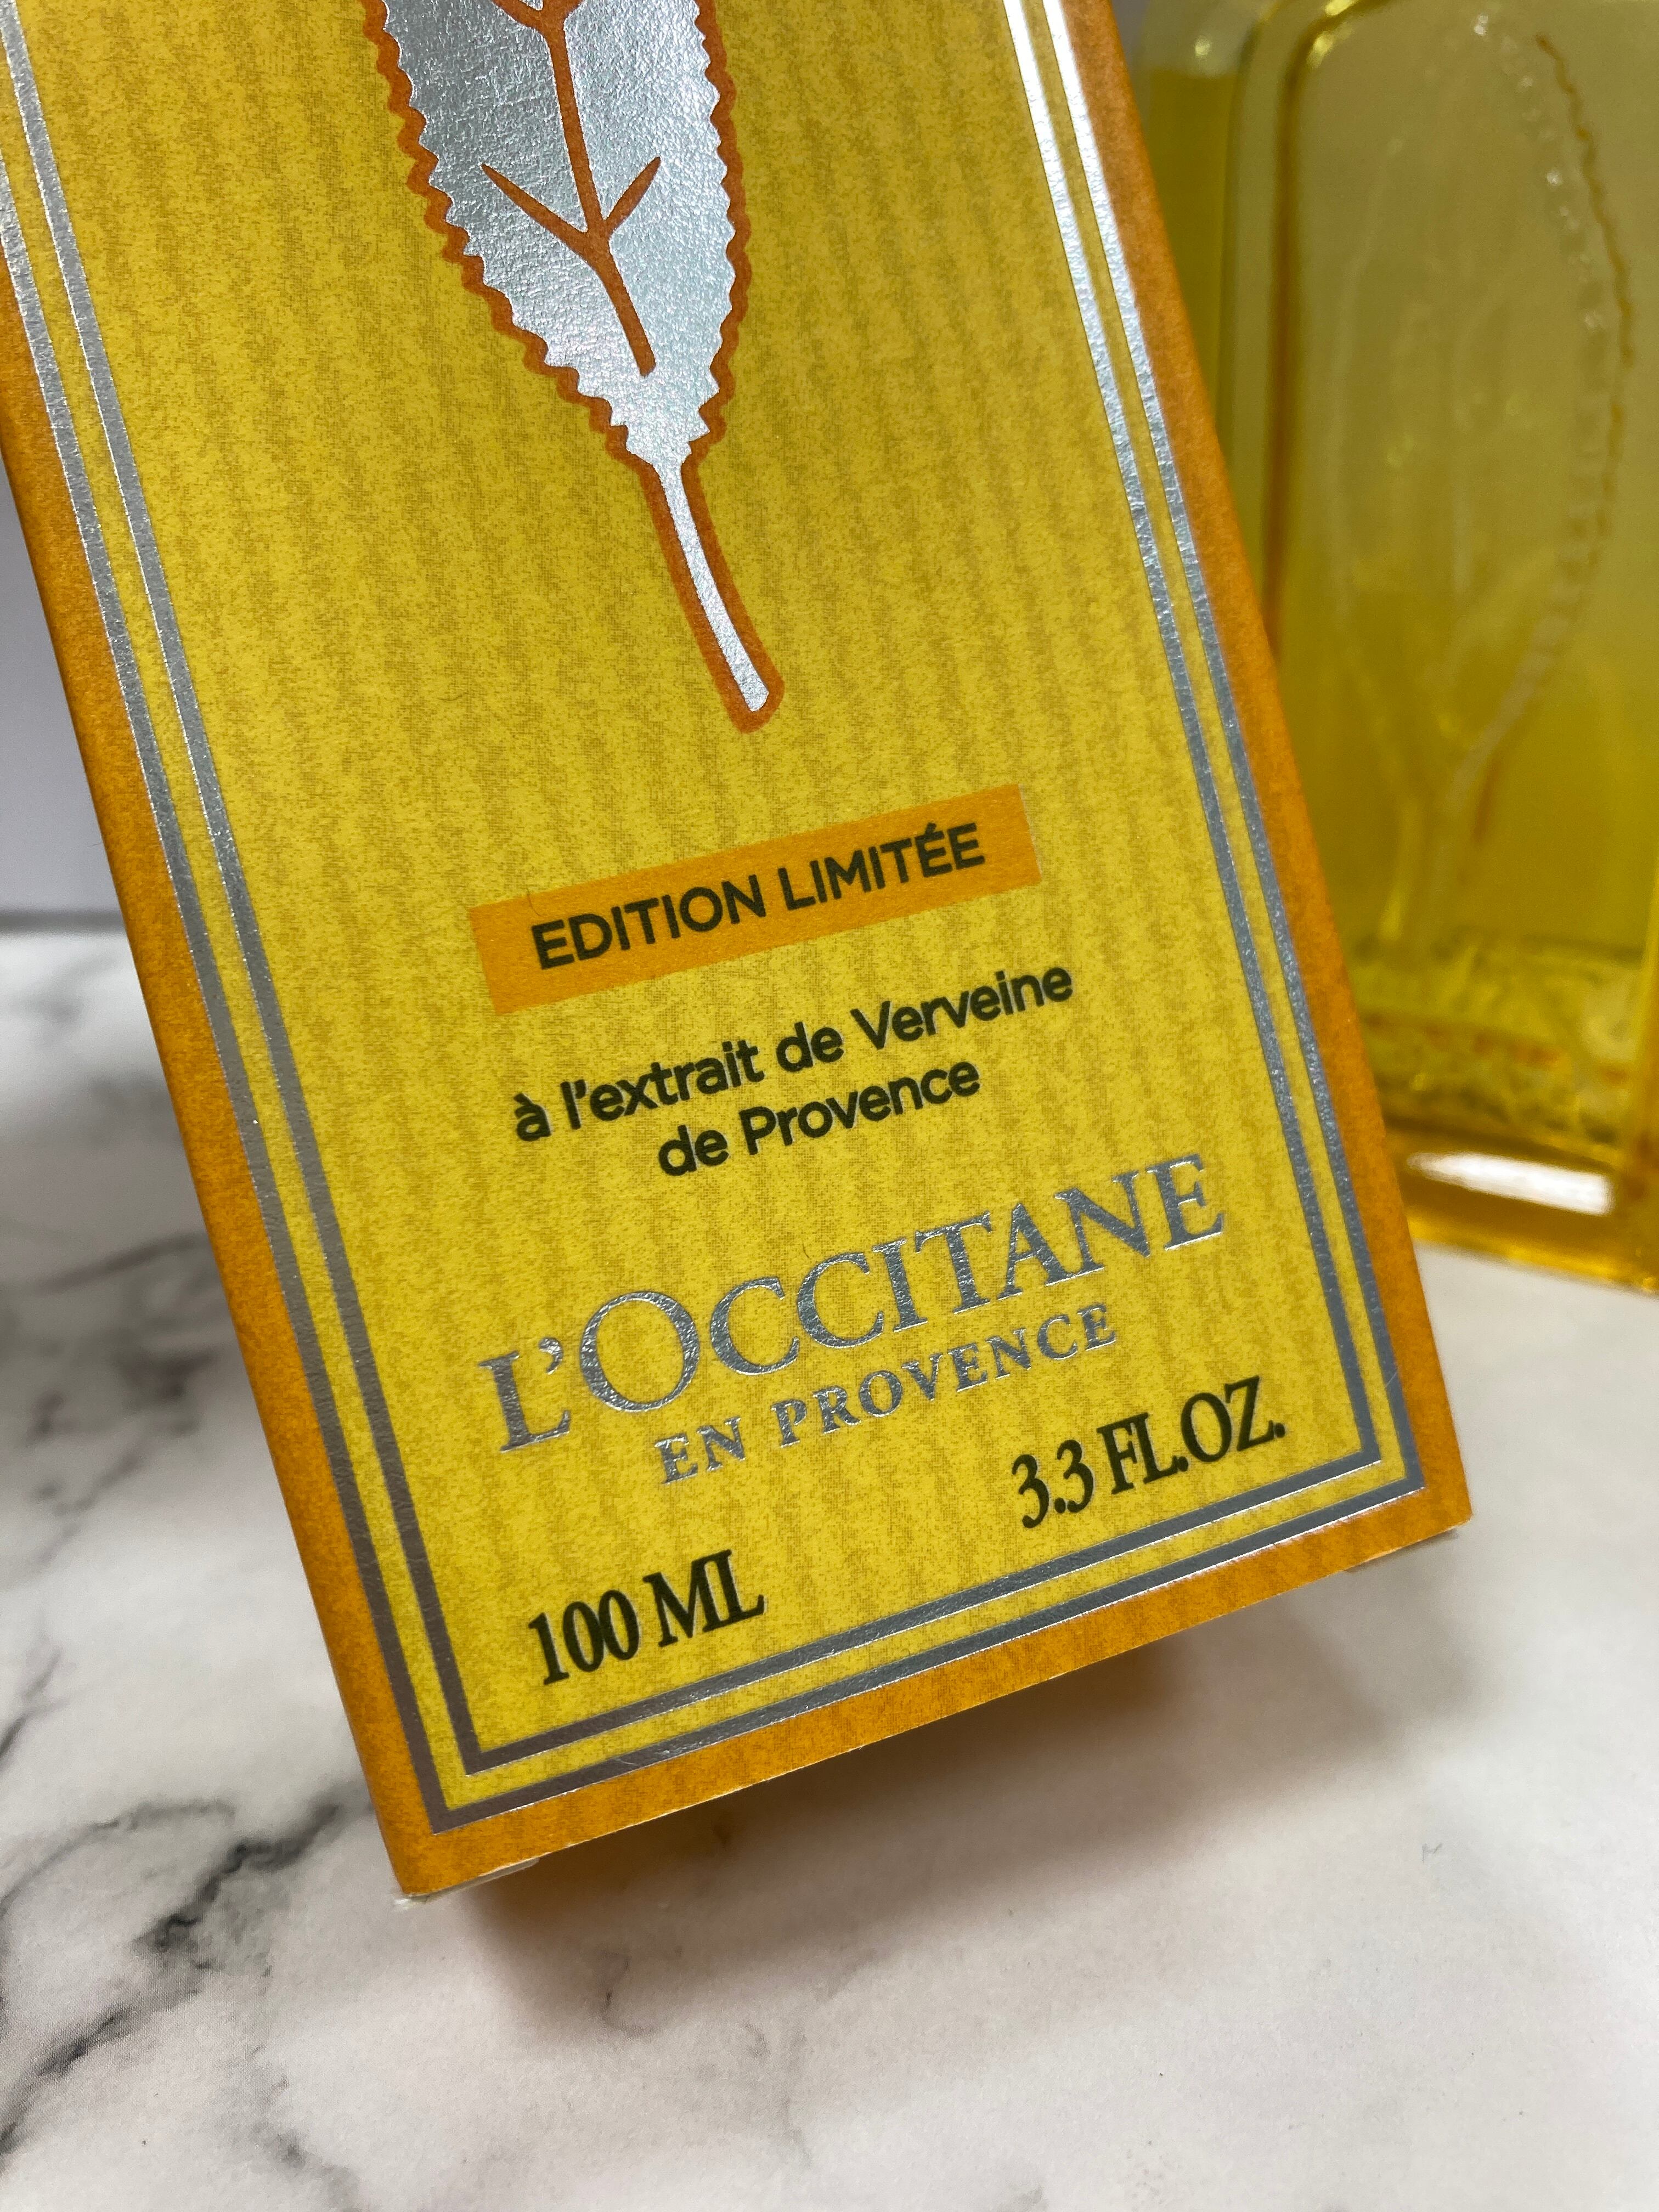 EDITION LIMITÉE
à l'extrait de Verveine
de Provence
L'OCCITANE
EN PROVENCE
100 ML 3.3 FL.OZ.